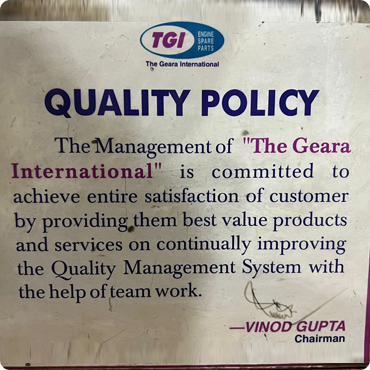 TGI
ENGINE
SPARE
PARTS
The Geara International
QUALITY POLICY
The Management of "The Geara
International" is committed to
achieve entire satisfaction of customer
by providing them best value products
and services on continually improving
the Quality Management System with
the help of team work.
—VINOD GUPTA
Chairman